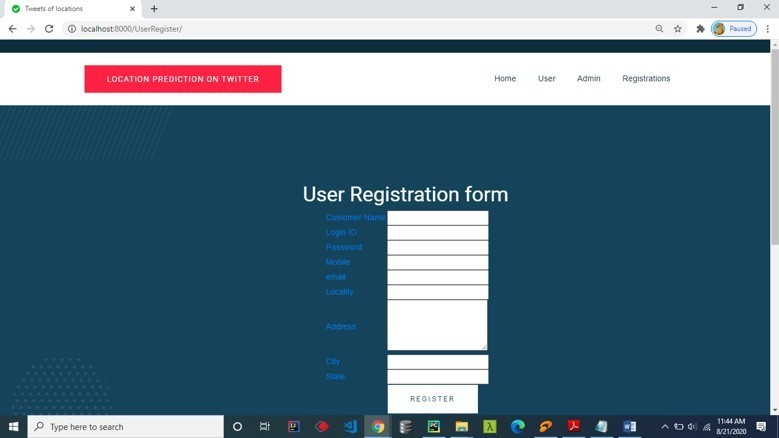 Tweets of locations
localhost:8000/UserRegister/
Paused
LOCATION PREDICTION ON TWITTER
Home User Admin Registrations
User Registration form
Customer Name
Login ID
Password
Mobile
email
Locality
Address
City
State
REGISTER
Type here to search
11:44 AM
8/21/2020